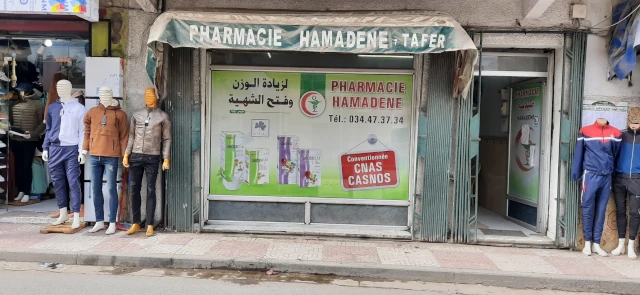 PHARMACIE HAMADENE - TAFER
لزيادة الوزن
وفتح الشهية
PHARMACIE
HAMADENE
Tél.: 034.47.37.34
Conventionnée
CNAS
CASNOS